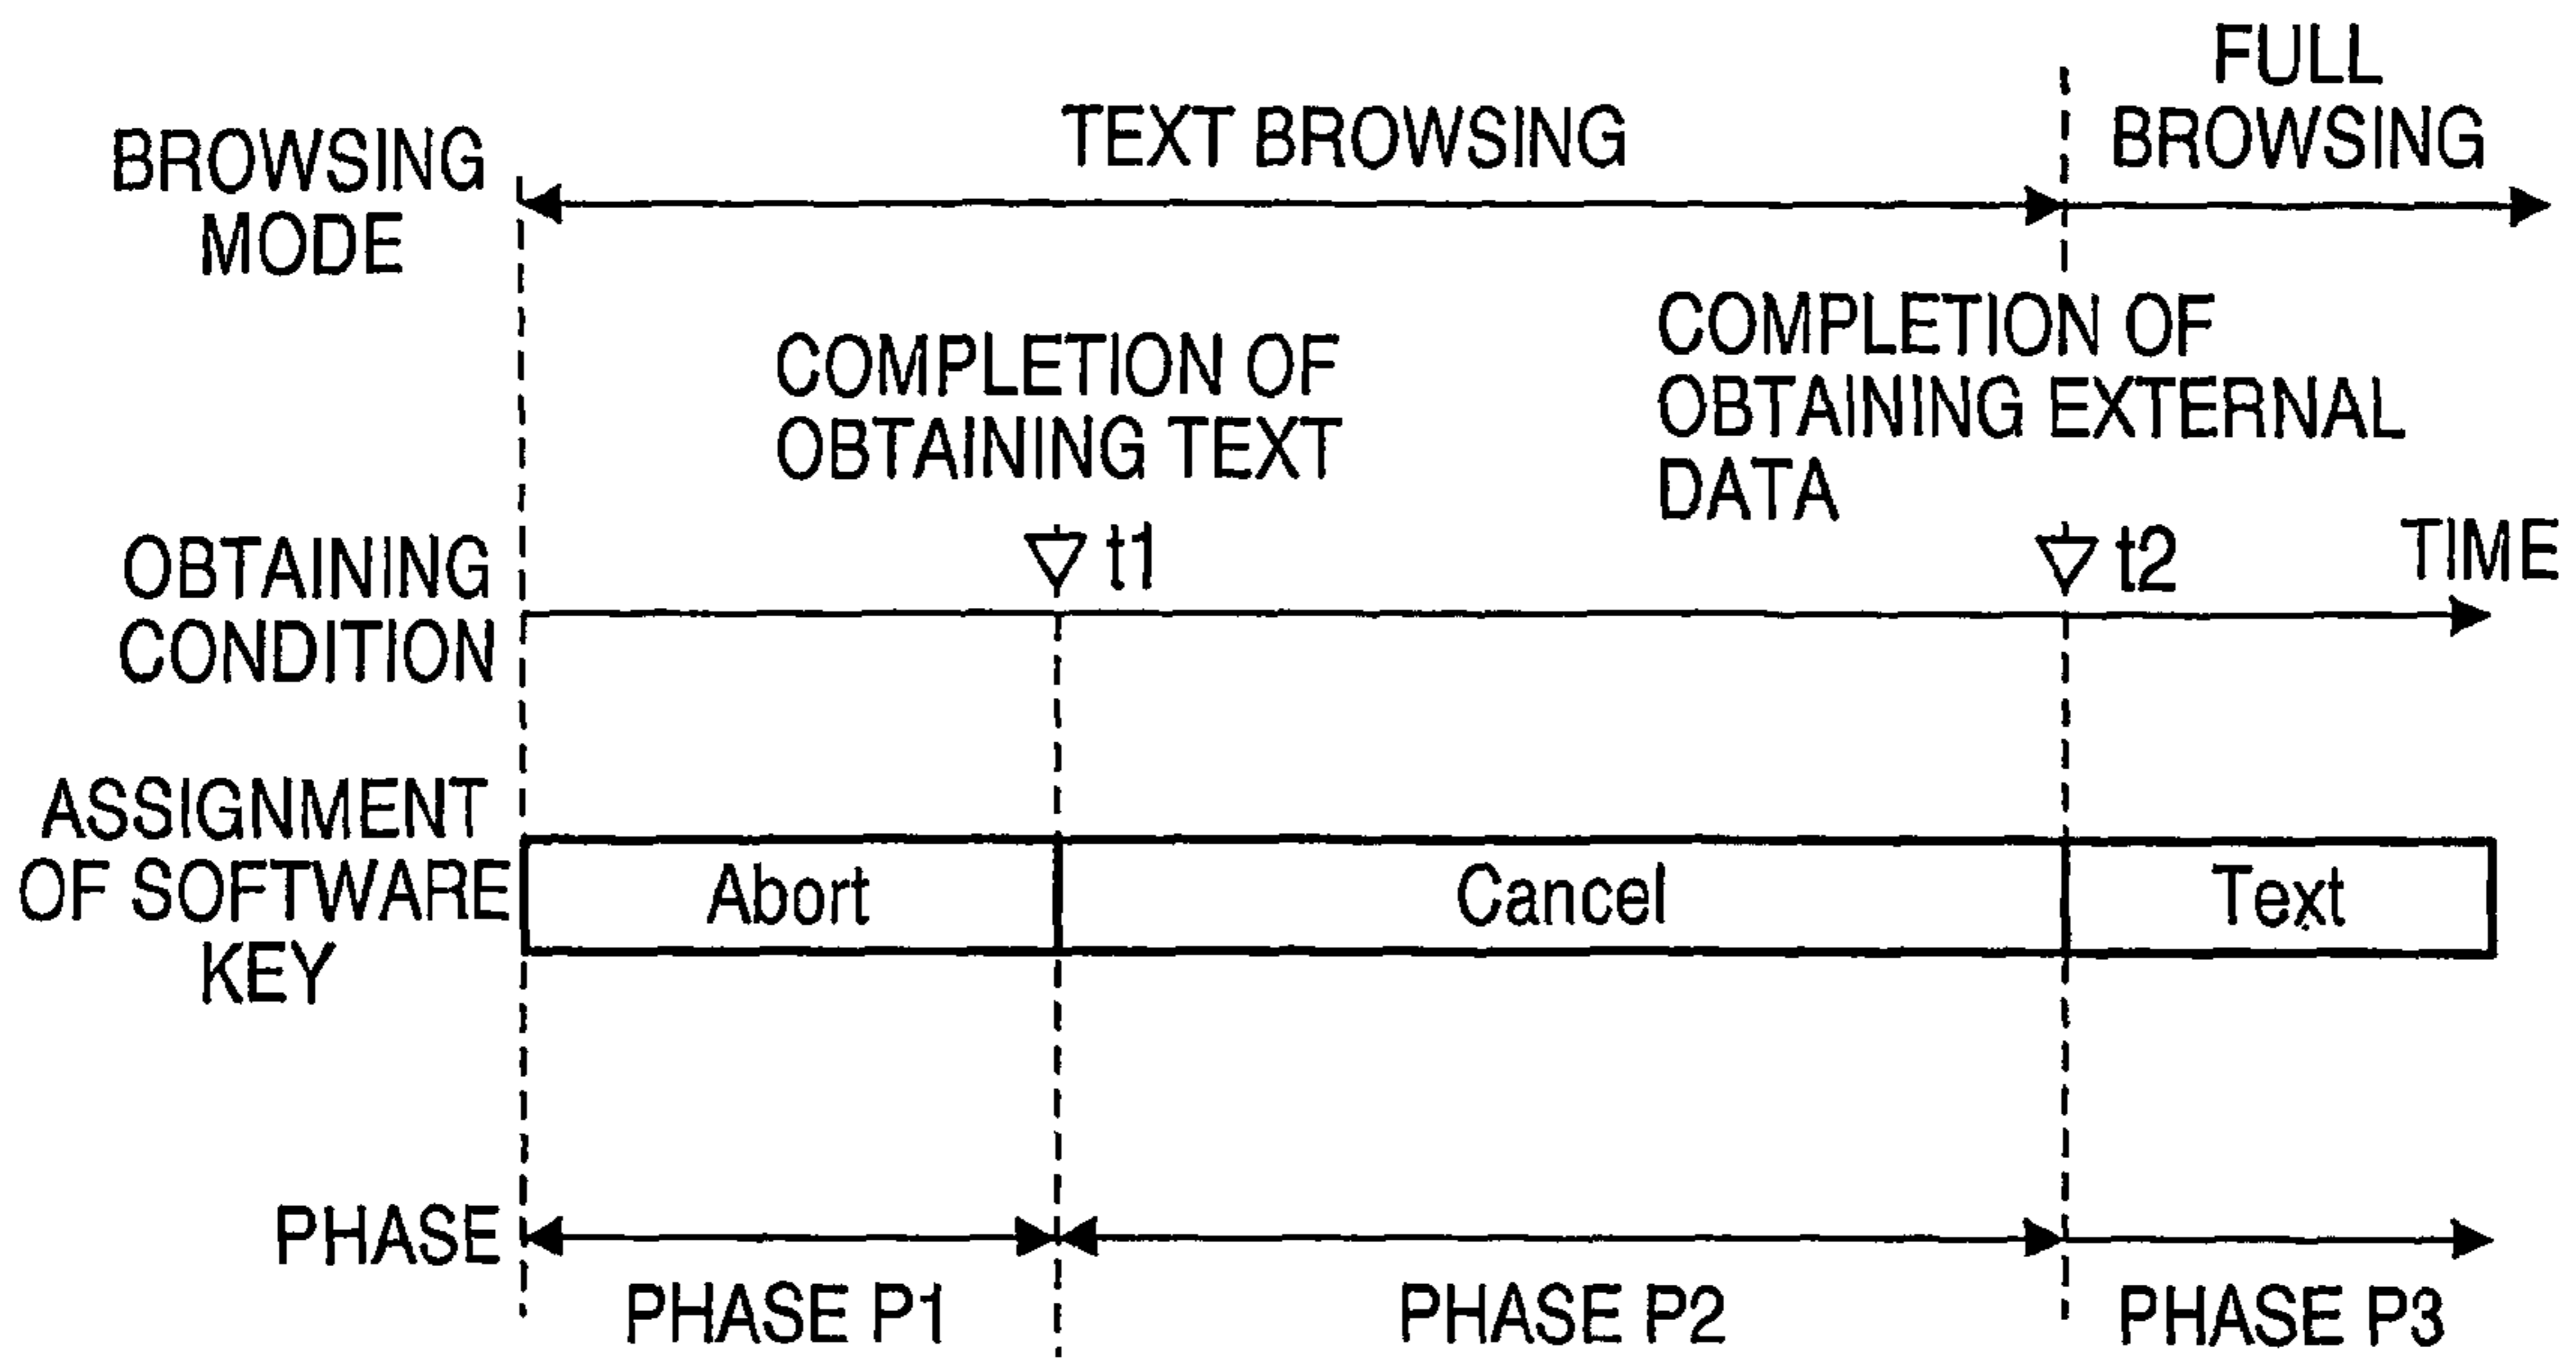 FULL
BROWSING
TEXT BROWSING
BROWSING
MODE
COMPLETION OF
OBTAINING TEXT
COMPLETION OF
OBTAINING EXTERNAL
DATA
t1
t2
TIME
OBTAINING
CONDITION
ASSIGNMENT
OF SOFTWARE
KEY
Abort
Cancel
Text
PHASE
PHASE P1
PHASE P2
PHASE P3